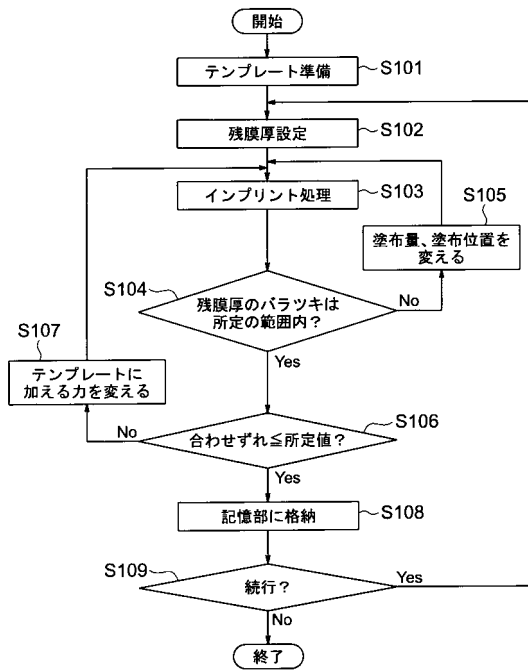 開始
テンプレート準備
S101
残膜厚設定
S102
インプリント処理
S103
S105
塗布量、塗布位置を
変える
S104
残膜厚のバラツキは
所定の範囲内?
No
Yes
S107
テンプレートに
加える力を変える
S106
合わせずれ≦所定値?
No
Yes
記憶部に格納
S108
S109
続行?
Yes
No
終了